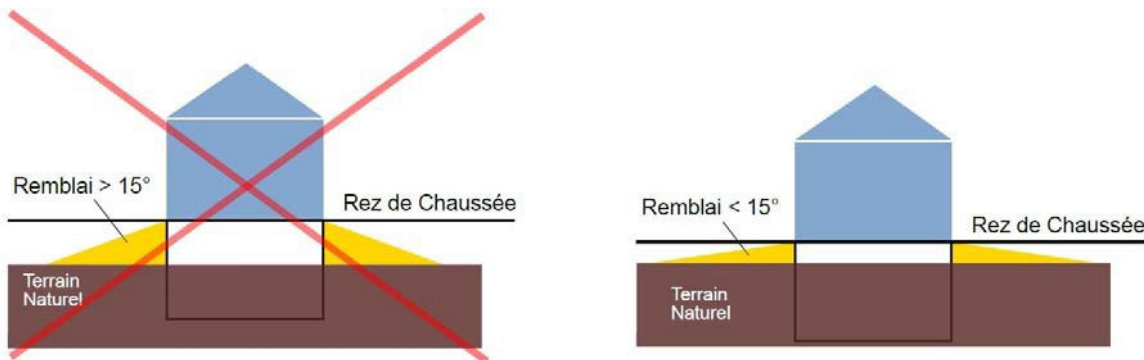 Remblai > 15°
Rez de Chaussée
Terrain
Naturel
Remblai < 15°
Rez de Chaussée
Terrain
Naturel